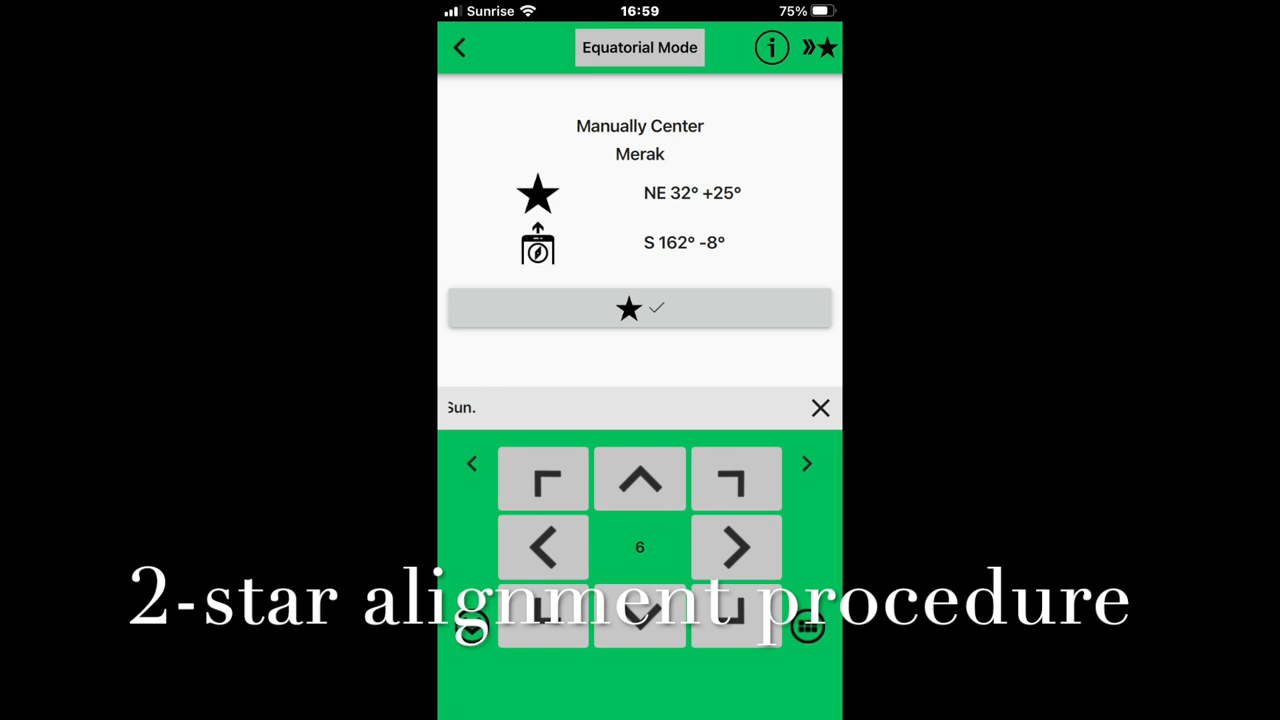 Sunrise 16:59 75%
Equatorial Mode
Manually Center
Merak
NE 32° +25°
S 162° -8°
Sun.
6
2-star alignment procedure